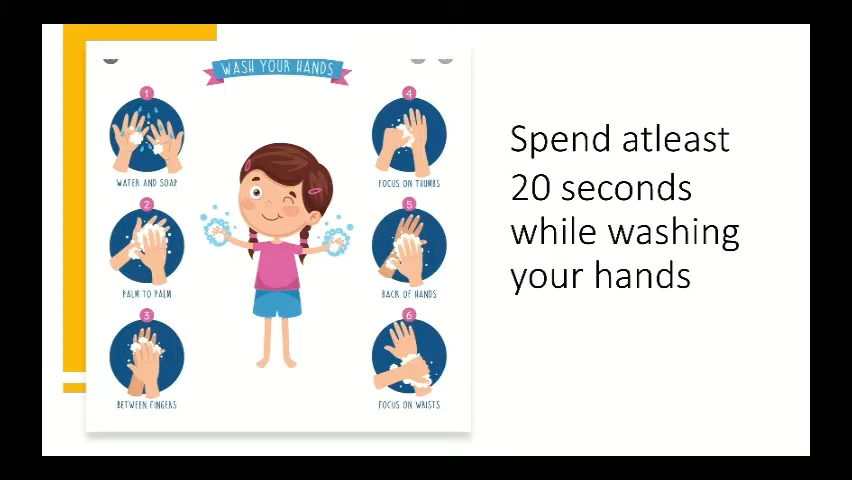 WASH YOUR HANDS
1
WATER AND SOAP
2
PALM TO PALM
3
BETWEEN FINGERS
4
FOCUS ON THUMBS
5
BACK OF HANDS
6
FOCUS ON WRISTS
Spend atleast
20 seconds
while washing
your hands